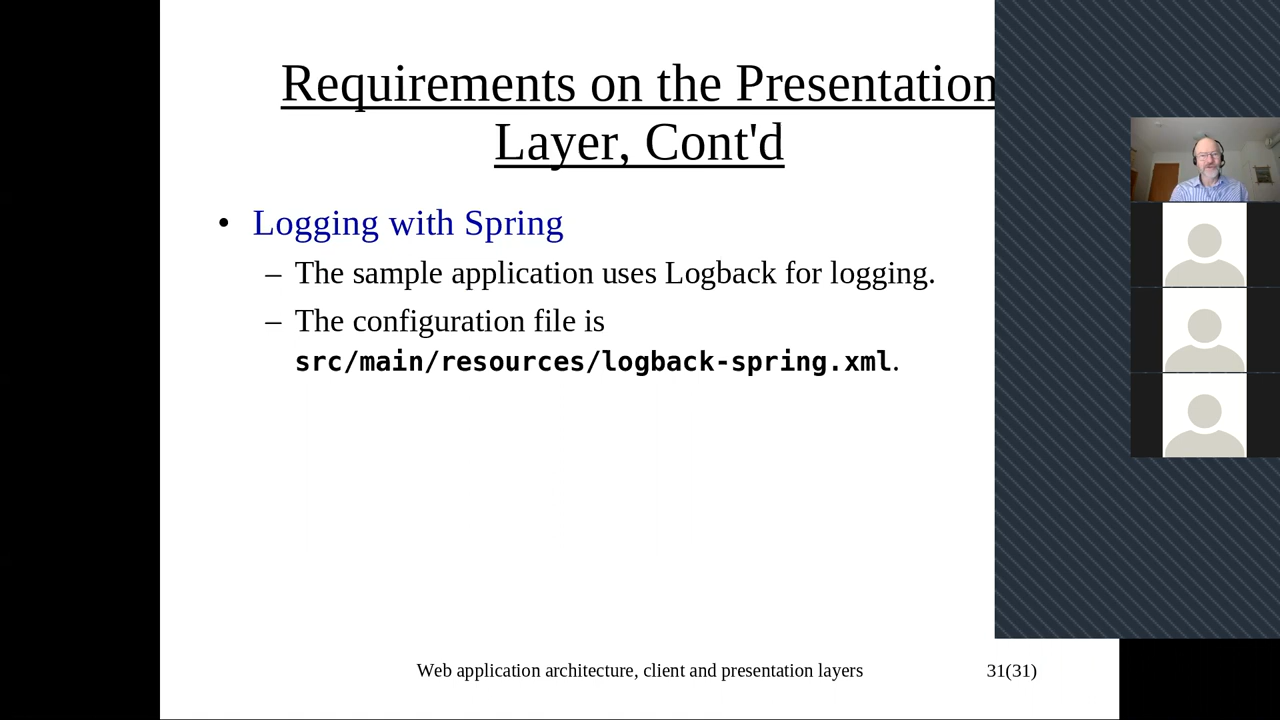 Requirements on the Presentation
Layer, Cont'd
• Logging with Spring
– The sample application uses Logback for logging.
– The configuration file is
src/main/resources/logback-spring.xml.
Web application architecture, client and presentation layers
31(31)